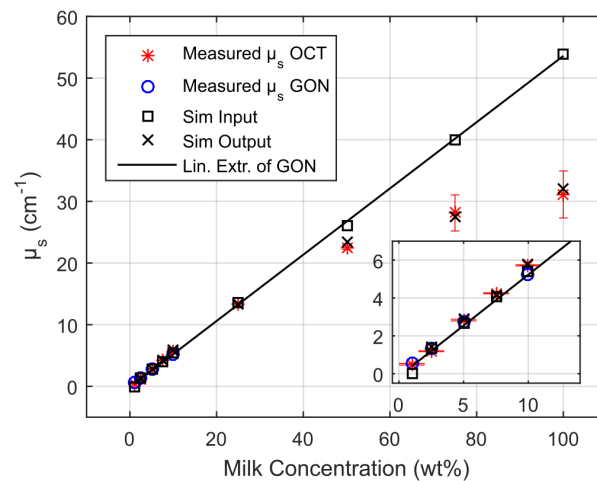 60
50
40
30
20
10
0
μs (cm⁻¹)
Measured μs OCT
Measured μs GON
Sim Input
Sim Output
Lin. Extr. of GON
6
4
2
0
0 5 10
0 20 40 60 80 100
Milk Concentration (wt%)